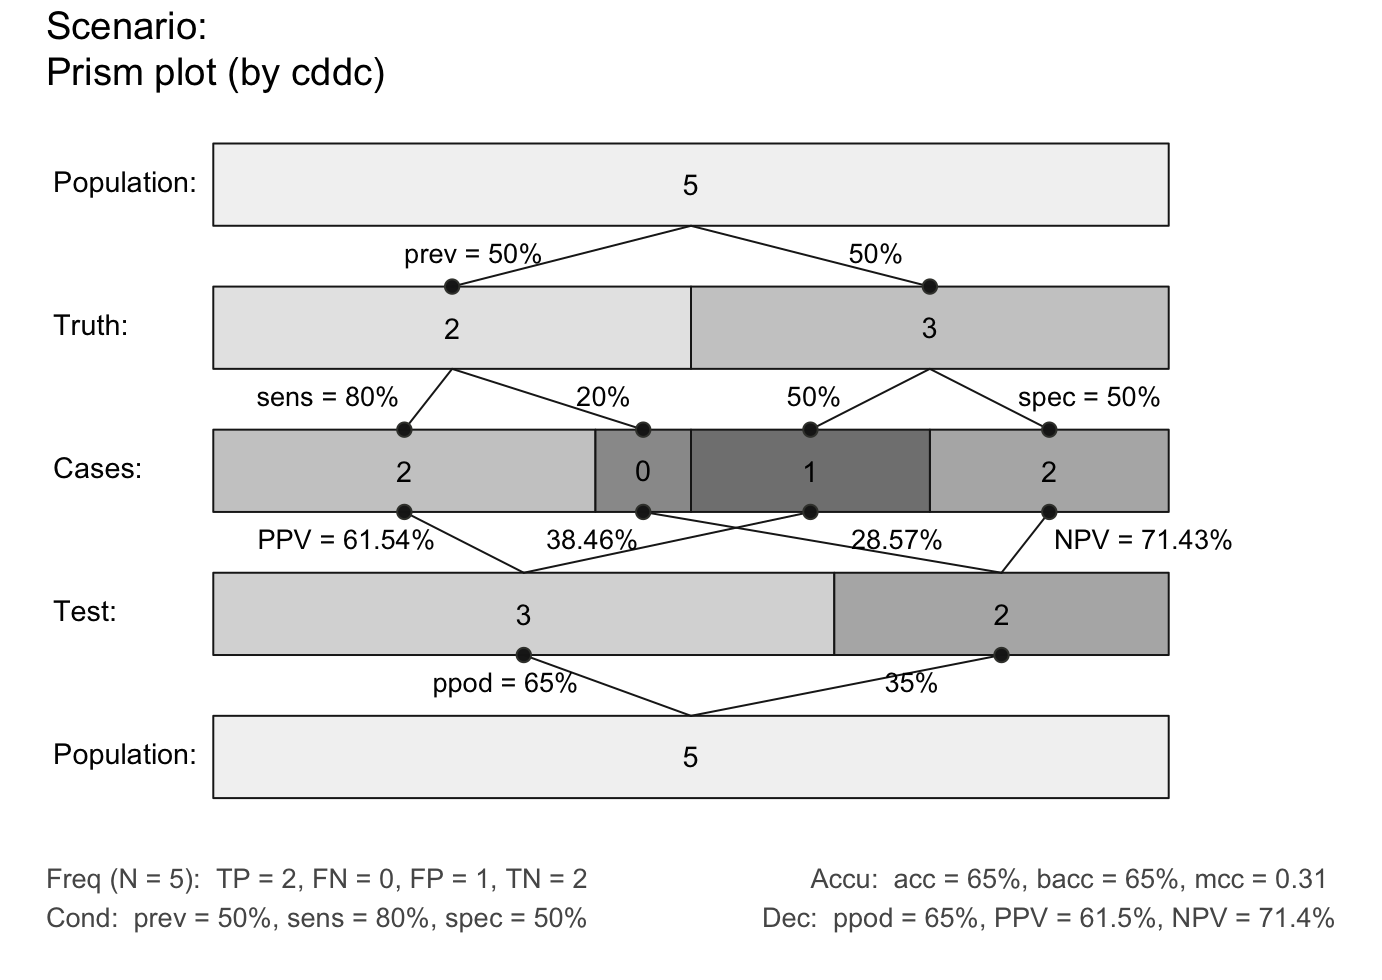 Scenario:
Prism plot (by cddc)
Population:
5
prev = 50%
50%
Truth:
2
3
sens = 80%
20%
50%
spec = 50%
Cases:
2
0
1
2
PPV = 61.54%
38.46%
28.57%
NPV = 71.43%
Test:
3
2
ppod = 65%
35%
Population:
5
Freq (N = 5):  TP = 2, FN = 0, FP = 1, TN = 2
Accu:  acc = 65%, bacc = 65%, mcc = 0.31
Cond:  prev = 50%, sens = 80%, spec = 50%
Dec:  ppod = 65%, PPV = 61.5%, NPV = 71.4%